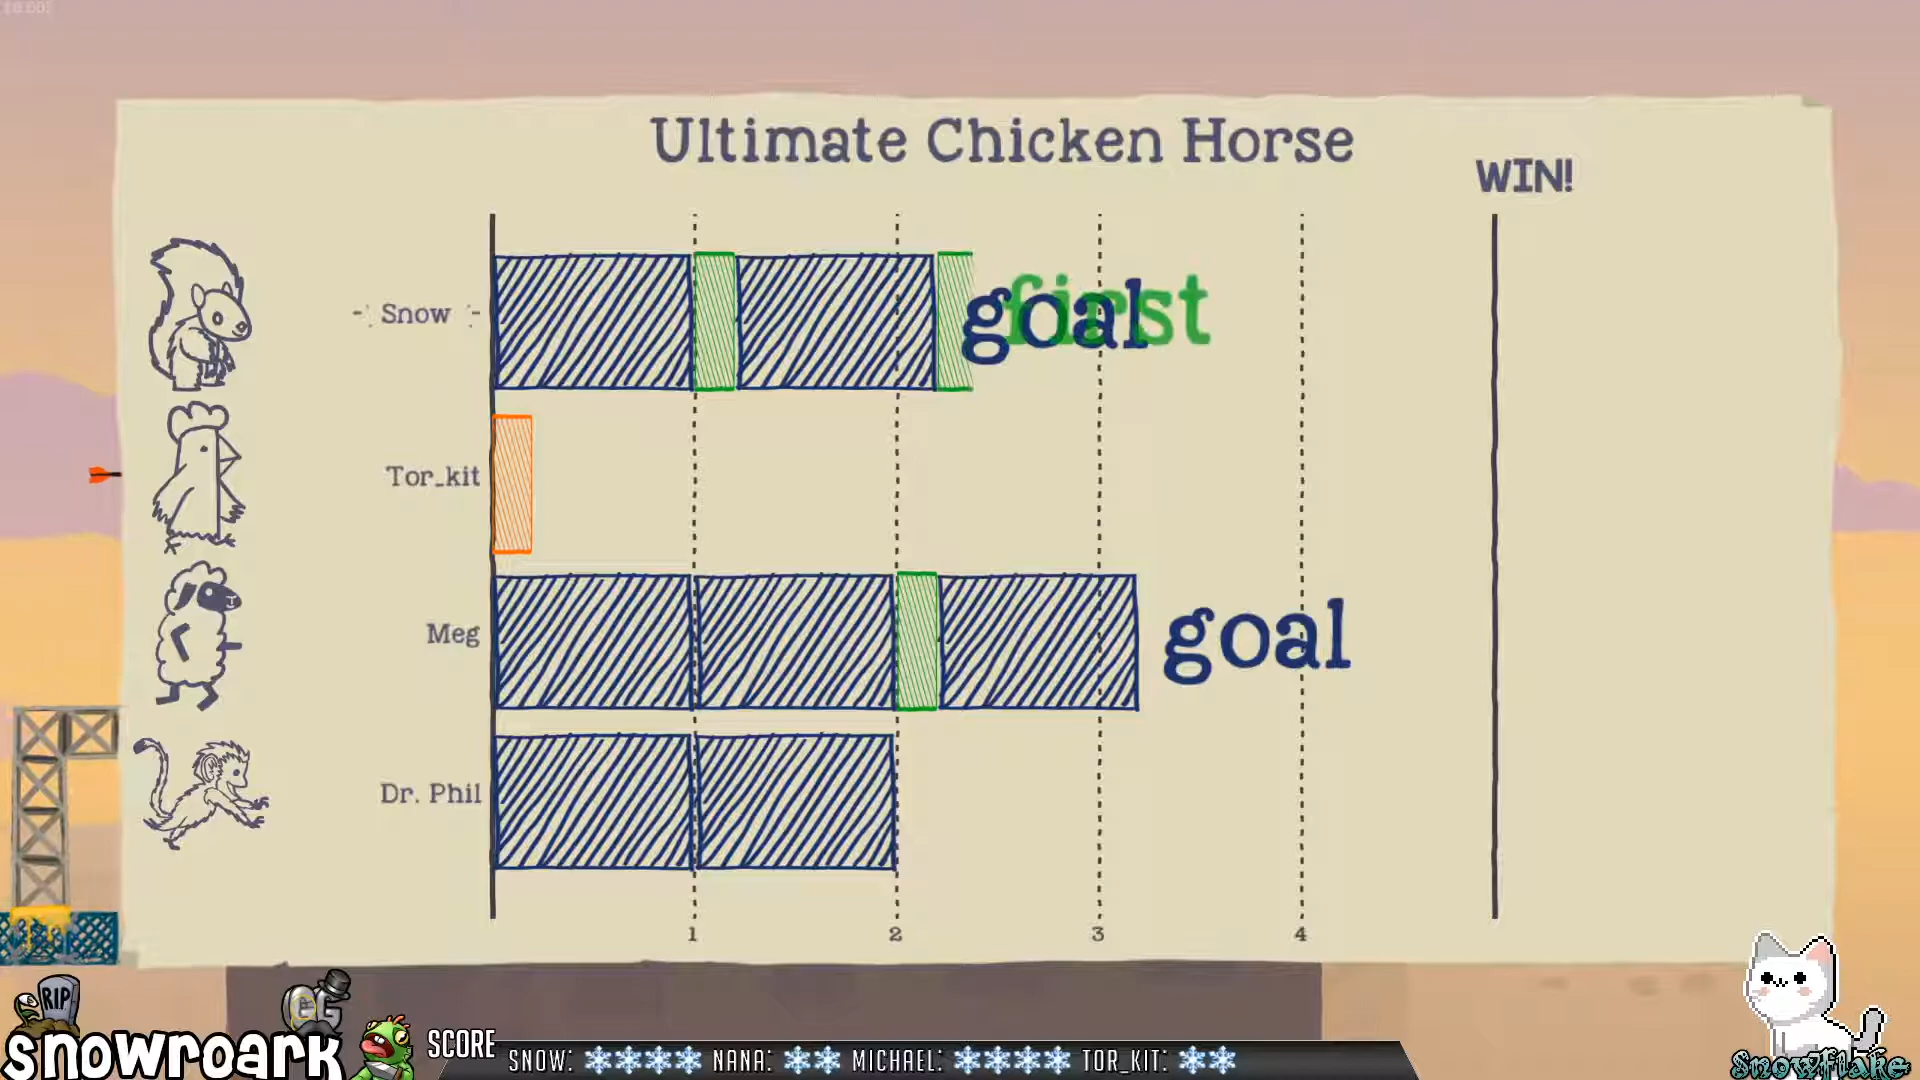 Ultimate Chicken Horse
WIN!
Snow
goal
first
Tor_kit
Meg
goal
Dr. Phil
1 2 3 4
RIP
snowroark
SCORE
SNOW: NANA: MICHAEL: TOR_KIT:
Snowflake